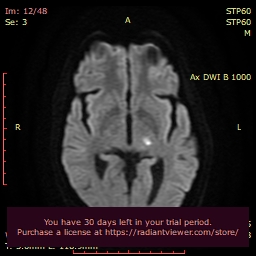 Im: 12/48
Se: 3
A
STP60
STP60
M
Ax DWI B 1000
R
L
You have 30 days left in your trial period.
Purchase a license at https://radiantviewer.com/store/